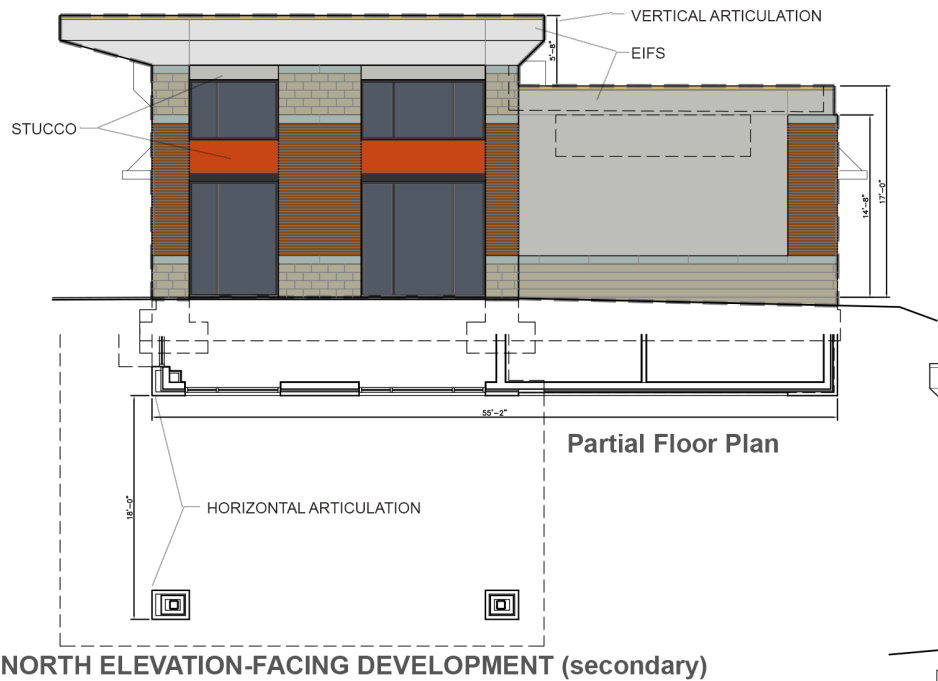 VERTICAL ARTICULATION
5'-8"
EIFS
STUCCO
14'-8"
17'-0"
55'-2"
Partial Floor Plan
18'-0"
HORIZONTAL ARTICULATION
NORTH ELEVATION-FACING DEVELOPMENT (secondary)